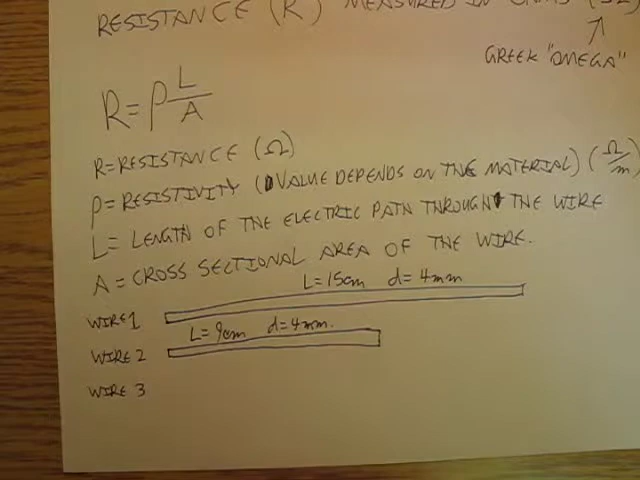 RESISTANCE (R) MEASURED IN OHMS (Ω)
GREEK "OMEGA"
R=ρ L/A
R=RESISTANCE (Ω)
ρ=RESISTIVITY (VALUE DEPENDS ON THE MATERIAL) (Ω/m)
L= LENGTH OF THE ELECTRIC PATH THROUGH THE WIRE
A=CROSS SECTIONAL AREA OF THE WIRE.
L=15cm d=4mm
WIRE 1
L=9cm d=4mm.
WIRE 2
WIRE 3